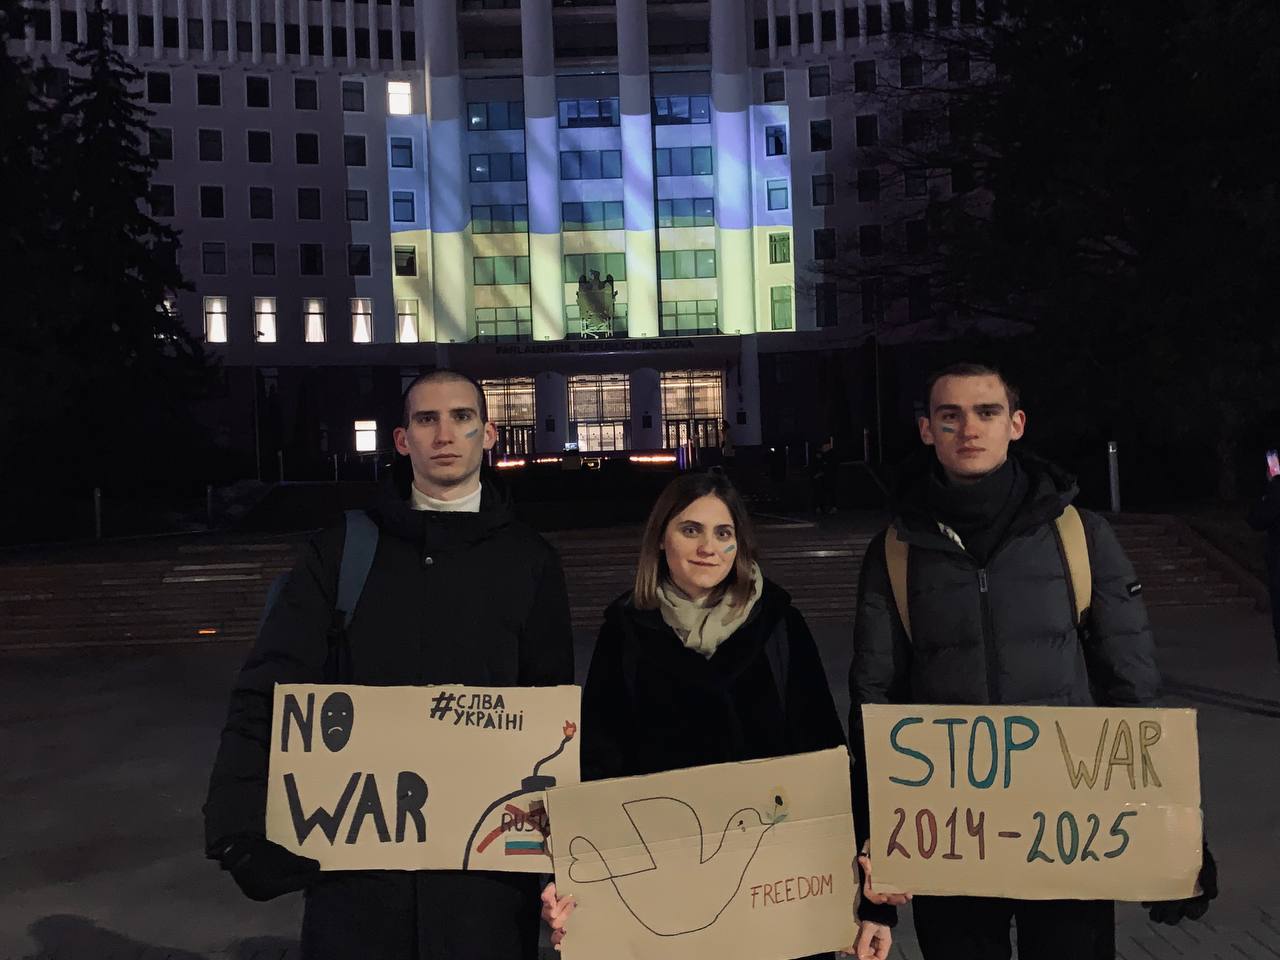 PARLAMENTUL REPUBLICII MOLDOVA
NO
WAR
#СЛВА
УКРАЇНІ
STOP WAR
2014-2025
FREEDOM